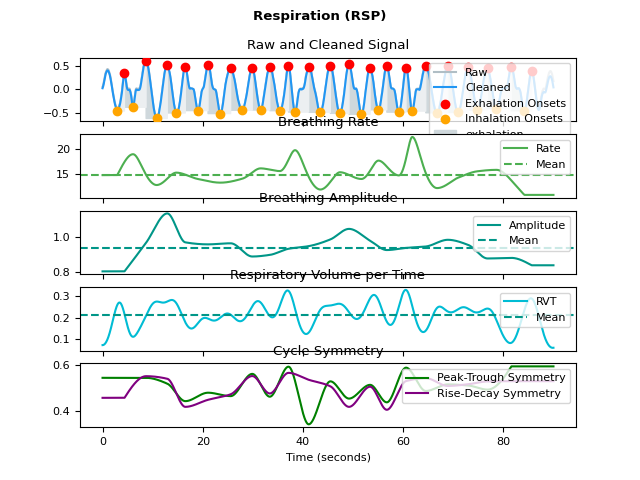 Respiration (RSP)
Raw and Cleaned Signal
0.5
0.0
−0.5
Raw
Cleaned
Exhalation Onsets
Inhalation Onsets
exhalation
Breathing Rate
20
15
Rate
Mean
Breathing Amplitude
1.0
0.8
Amplitude
Mean
Respiratory Volume per Time
0.3
0.2
0.1
RVT
Mean
Cycle Symmetry
0.6
0.4
Peak-Trough Symmetry
Rise-Decay Symmetry
0 20 40 60 80
Time (seconds)